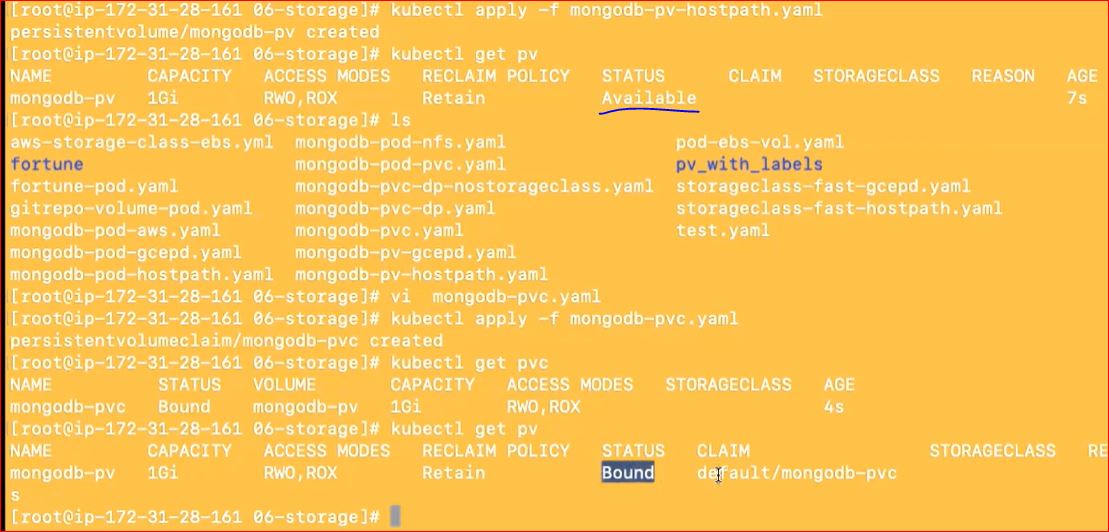 [root@ip-172-31-28-161 06-storage]# kubectl apply -f mongodb-pv-hostpath.yaml
persistentvolume/mongodb-pv created
[root@ip-172-31-28-161 06-storage]# kubectl get pv
NAME CAPACITY ACCESS MODES RECLAIM POLICY STATUS CLAIM STORAGECLASS REASON AGE
mongodb-pv 1Gi RWO,ROX Retain Available 7s
[root@ip-172-31-28-161 06-storage]# ls
aws-storage-class-ebs.yml mongodb-pod-nfs.yaml pod-ebs-vol.yaml
fortune mongodb-pod-pvc.yaml pv_with_labels
fortune-pod.yaml mongodb-pvc-dp-nostorageclass.yaml storageclass-fast-gcepd.yaml
gitrepo-volume-pod.yaml mongodb-pvc-dp.yaml storageclass-fast-hostpath.yaml
mongodb-pod-aws.yaml mongodb-pvc.yaml test.yaml
mongodb-pod-gcepd.yaml mongodb-pv-gcepd.yaml
mongodb-pod-hostpath.yaml mongodb-pv-hostpath.yaml
[root@ip-172-31-28-161 06-storage]# vi mongodb-pvc.yaml
[root@ip-172-31-28-161 06-storage]# kubectl apply -f mongodb-pvc.yaml
persistentvolumeclaim/mongodb-pvc created
[root@ip-172-31-28-161 06-storage]# kubectl get pvc
NAME STATUS VOLUME CAPACITY ACCESS MODES STORAGECLASS AGE
mongodb-pvc Bound mongodb-pv 1Gi RWO,ROX 4s
[root@ip-172-31-28-161 06-storage]# kubectl get pv
NAME CAPACITY ACCESS MODES RECLAIM POLICY STATUS CLAIM STORAGECLASS RE
mongodb-pv 1Gi RWO,ROX Retain Bound default/mongodb-pvc
s
[root@ip-172-31-28-161 06-storage]#